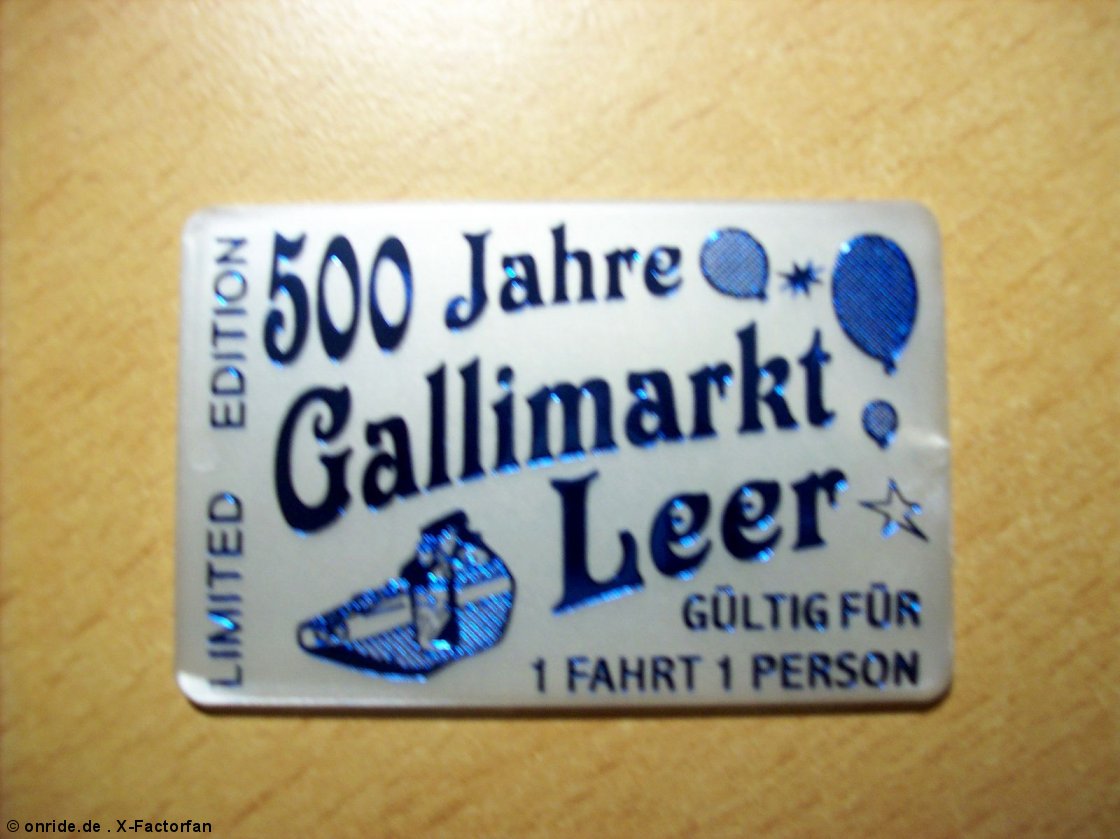 LIMITED EDITION
500 Jahre
Gallimarkt
Leer
GÜLTIG FÜR
1 FAHRT 1 PERSON
© onride.de . X-Factorfan